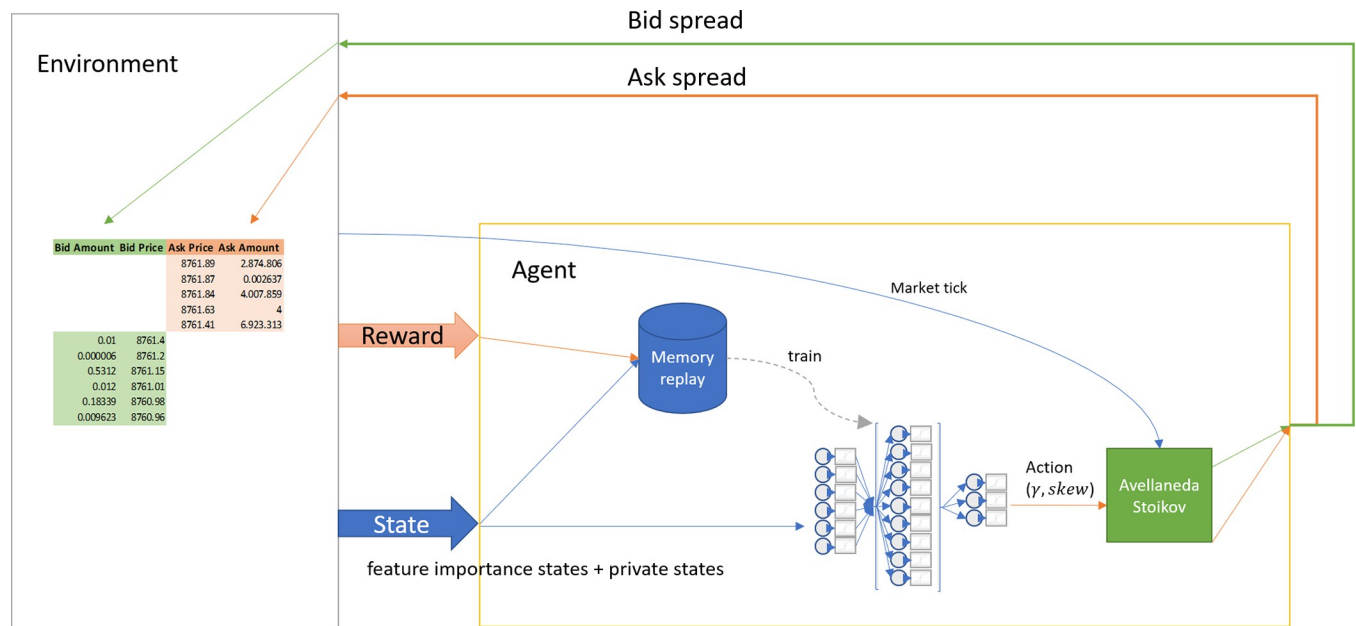 Bid spread
Environment
Ask spread
Bid Amount Bid Price Ask Price Ask Amount
8761.89 2.874.806
8761.87 0.002637
8761.84 4.007.859
8761.63 4
8761.41 6.923.313
0.01 8761.4
0.000006 8761.2
0.5312 8761.15
0.012 8761.01
0.18339 8760.98
0.009623 8760.96
Agent
Market tick
Reward
Memory
replay
train
Action
(γ, skew)
Avellaneda
Stoikov
State
feature importance states + private states